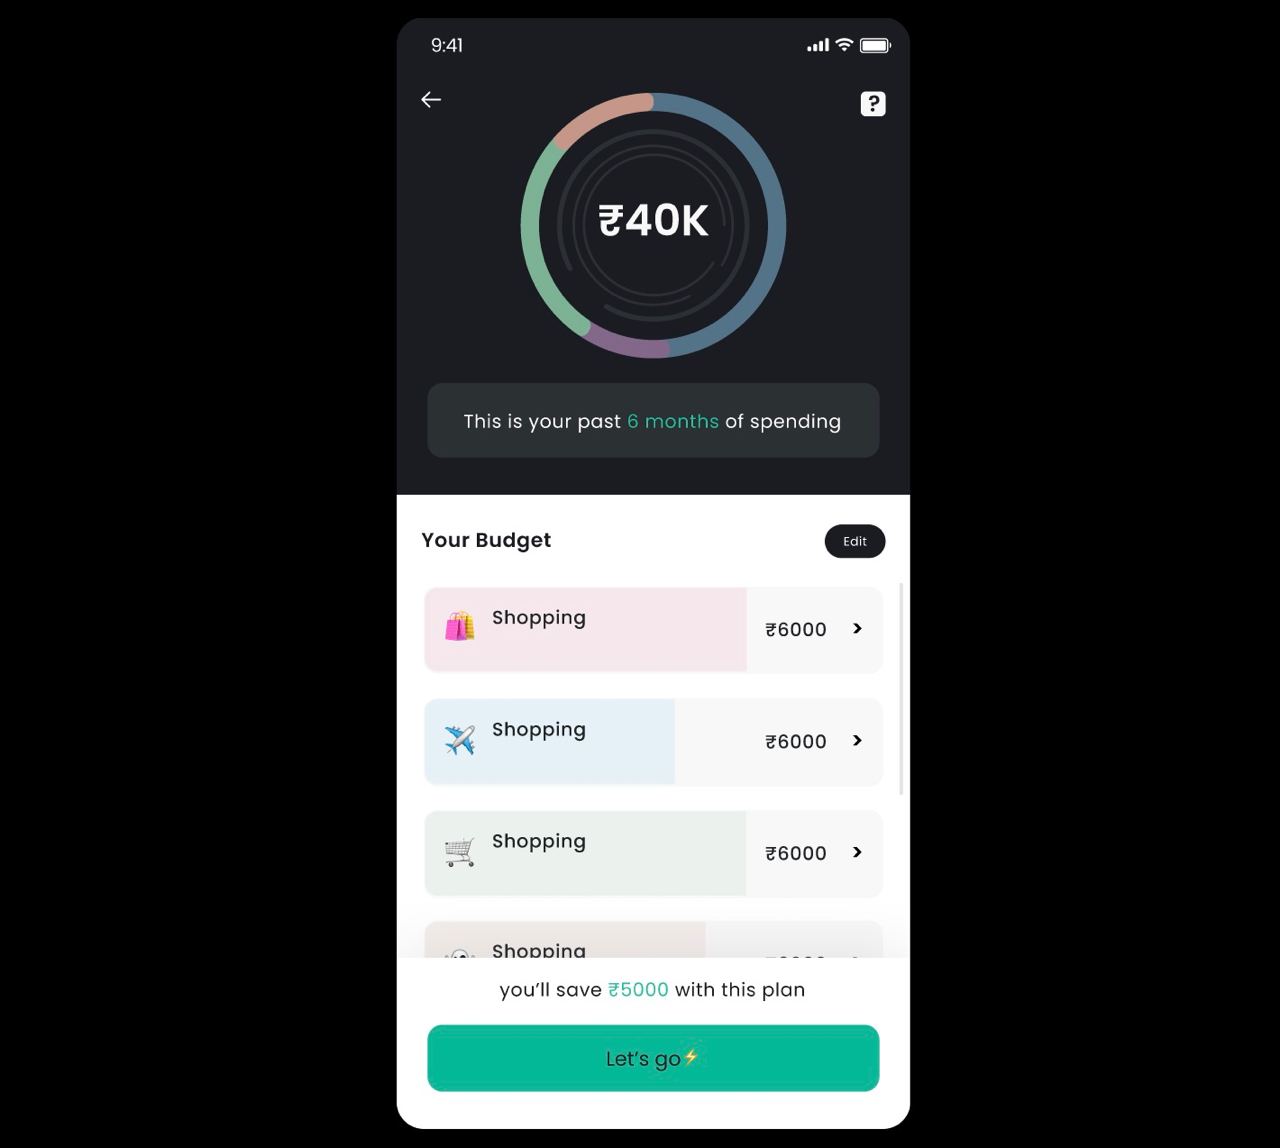 9:41
?
₹40K
This is your past 6 months of spending
Your Budget
Edit
Shopping
₹6000
Shopping
₹6000
Shopping
₹6000
Shopping
you’ll save ₹5000 with this plan
Let’s go⚡